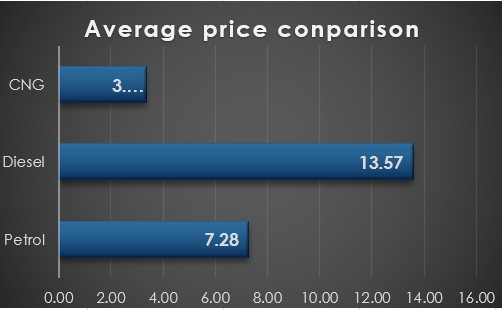 Average price conparison
CNG
3....
Diesel
13.57
Petrol
7.28
0.00 2.00 4.00 6.00 8.00 10.00 12.00 14.00 16.00